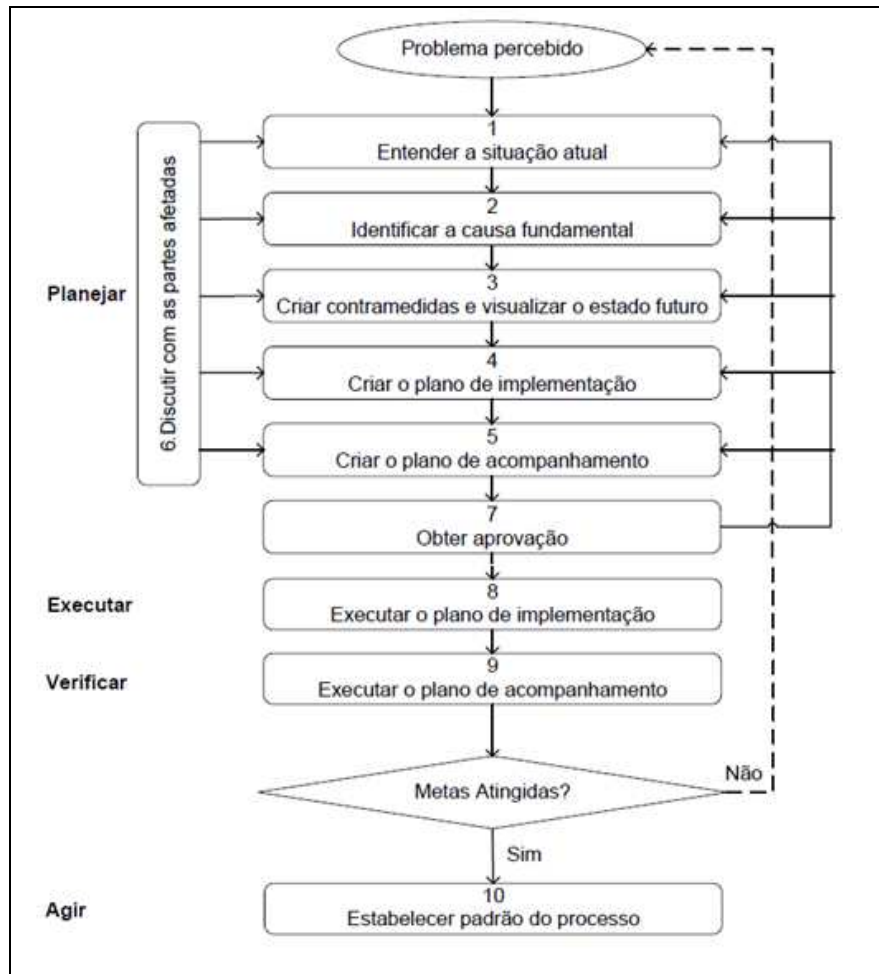 Problema percebido
1
Entender a situação atual
2
Identificar a causa fundamental
Planejar
3
Criar contramedidas e visualizar o estado futuro
6.Discutir com as partes afetadas
4
Criar o plano de implementação
5
Criar o plano de acompanhamento
7
Obter aprovação
Executar
8
Executar o plano de implementação
Verificar
9
Executar o plano de acompanhamento
Metas Atingidas?
Não
Sim
Agir
10
Estabelecer padrão do processo